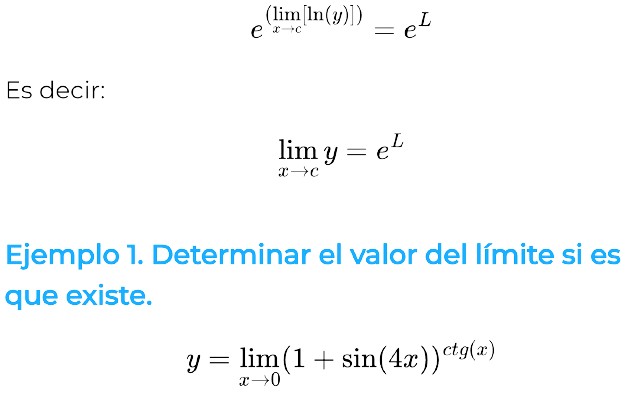 e^{(\lim_{x→c}[ln(y)])} = e^L
Es decir:
\lim_{x→c} y = e^L
Ejemplo 1. Determinar el valor del límite si es
que existe.
y = \lim_{x→0}(1 + sin(4x))^{ctg(x)}